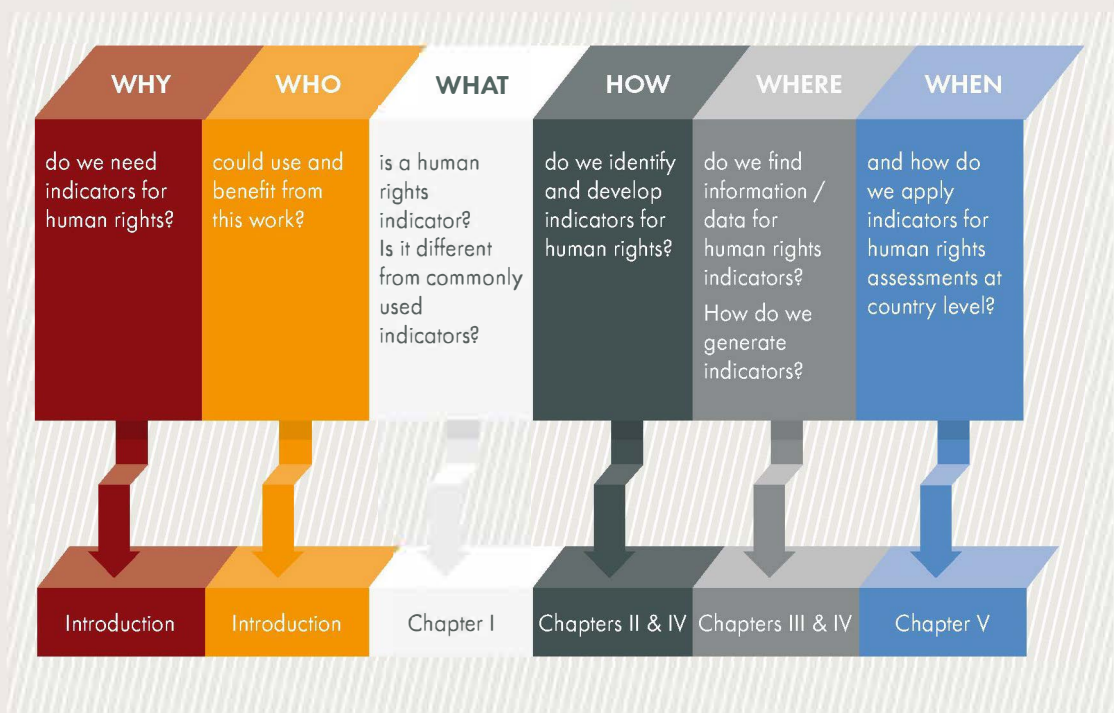 WHY
do we need
indicators for
human rights?
WHO
could use and
benefit from
this work?
WHAT
is a human
rights
indicator?
Is it different
from commonly
used
indicators?
HOW
do we identify
and develop
indicators for
human rights?
WHERE
do we find
information /
data for
human rights
indicators?
How do we
generate
indicators?
WHEN
and how do
we apply
indicators for
human rights
assessments at
country level?
Introduction
Introduction
Chapter I
Chapters II & IV
Chapters III & IV
Chapter V